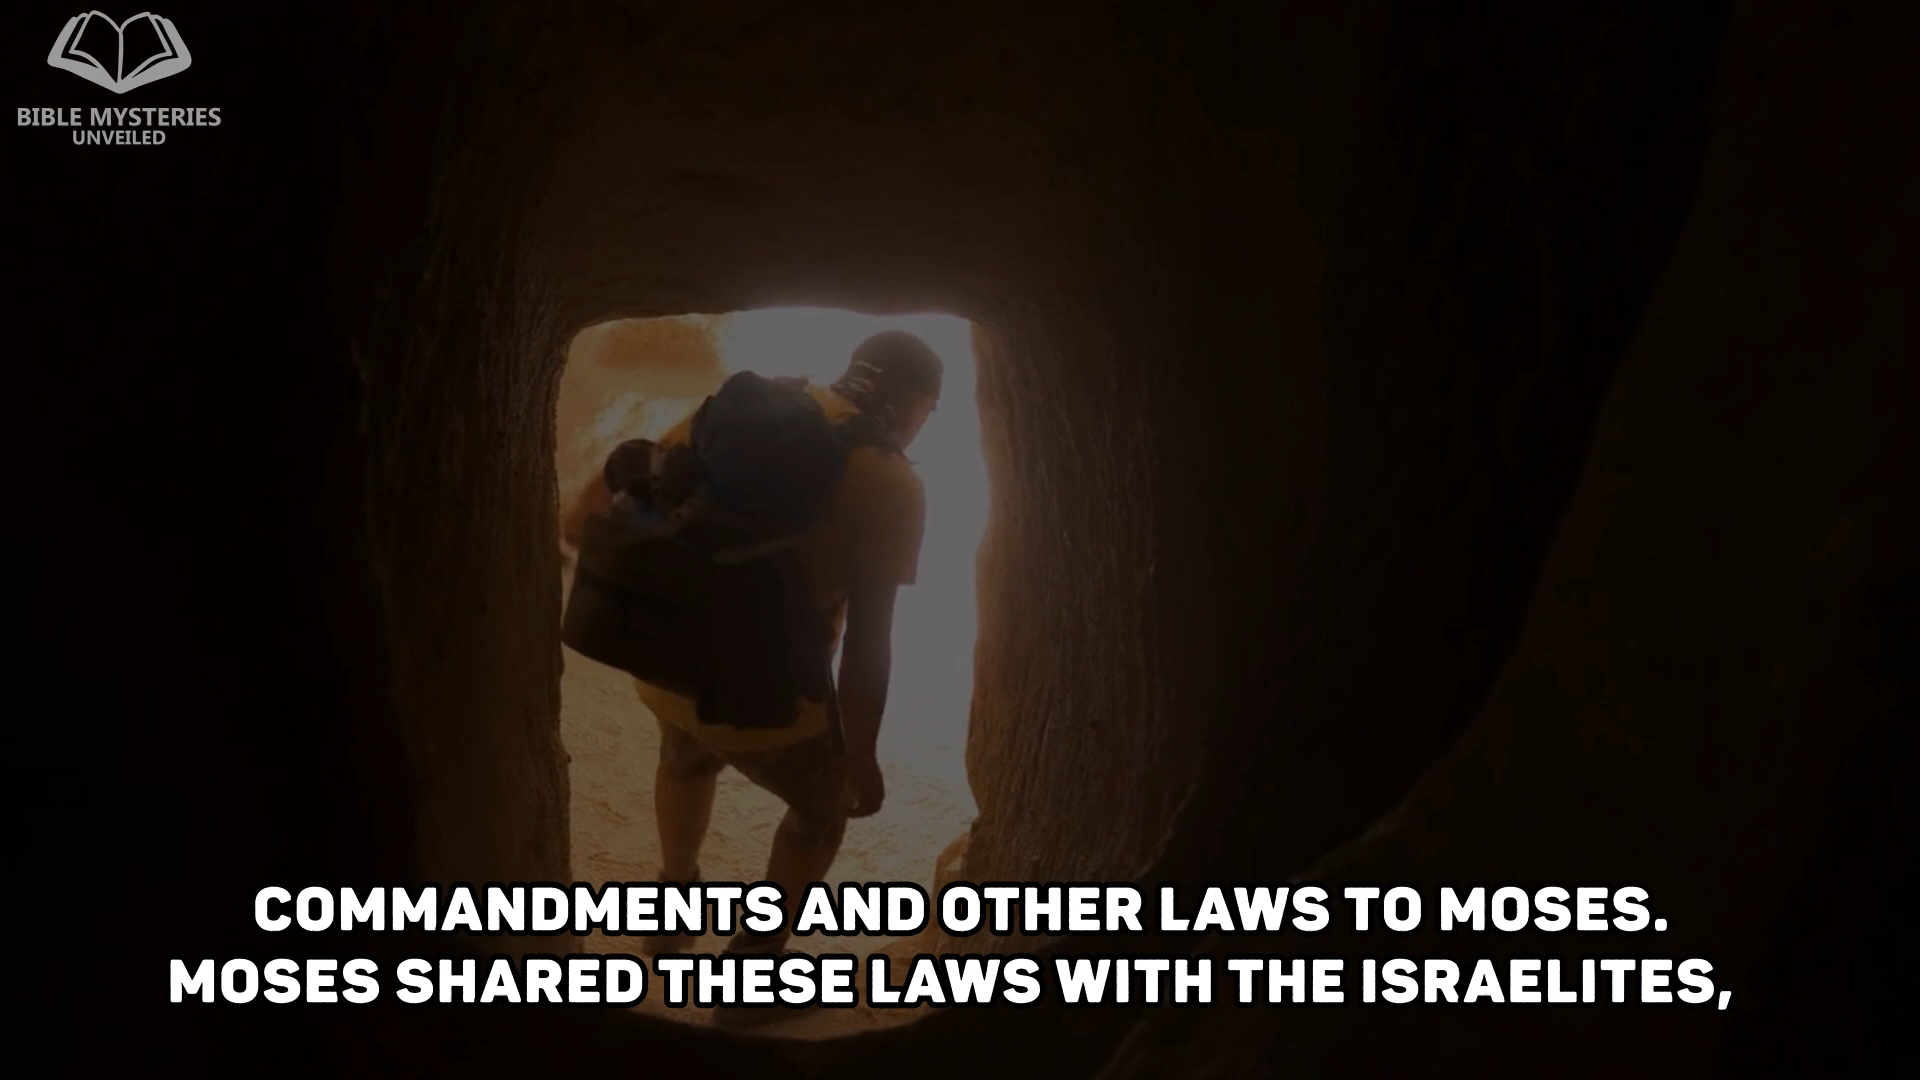 BIBLE MYSTERIES
UNVEILED
COMMANDMENTS AND OTHER LAWS TO MOSES.
MOSES SHARED THESE LAWS WITH THE ISRAELITES,